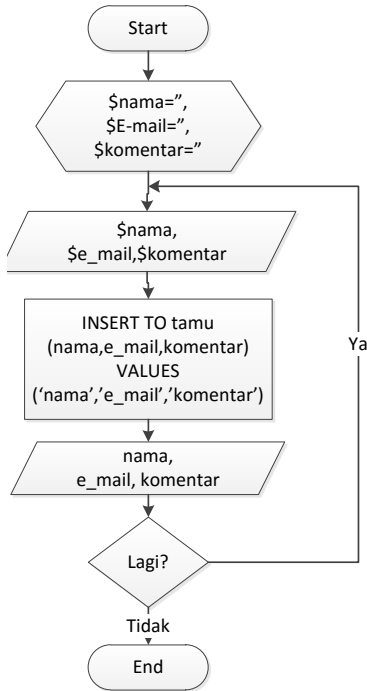 Start
$nama=”,
$E-mail=”,
$komentar=”
$nama,
$e_mail,$komentar
INSERT TO tamu
(nama,e_mail,komentar)
VALUES
(‘nama’,’e_mail’,’komentar’)
Ya
nama,
e_mail, komentar
Lagi?
Tidak
End